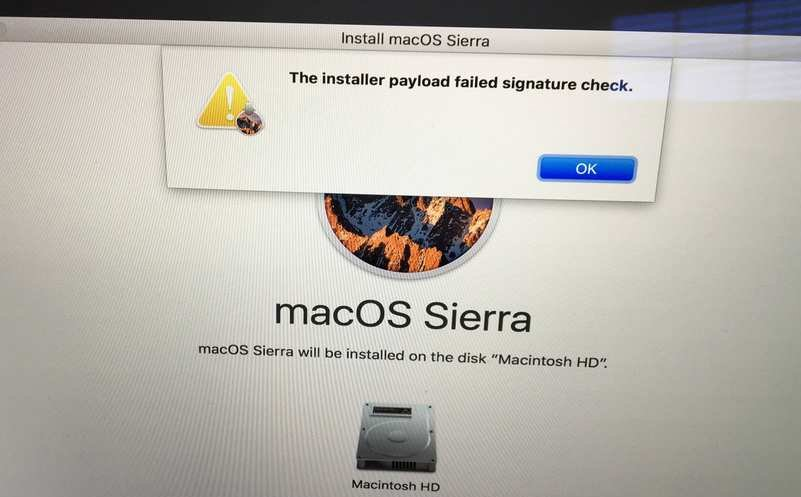 Install macOS Sierra
The installer payload failed signature check.
OK
macOS Sierra
macOS Sierra will be installed on the disk “Macintosh HD”.
Macintosh HD